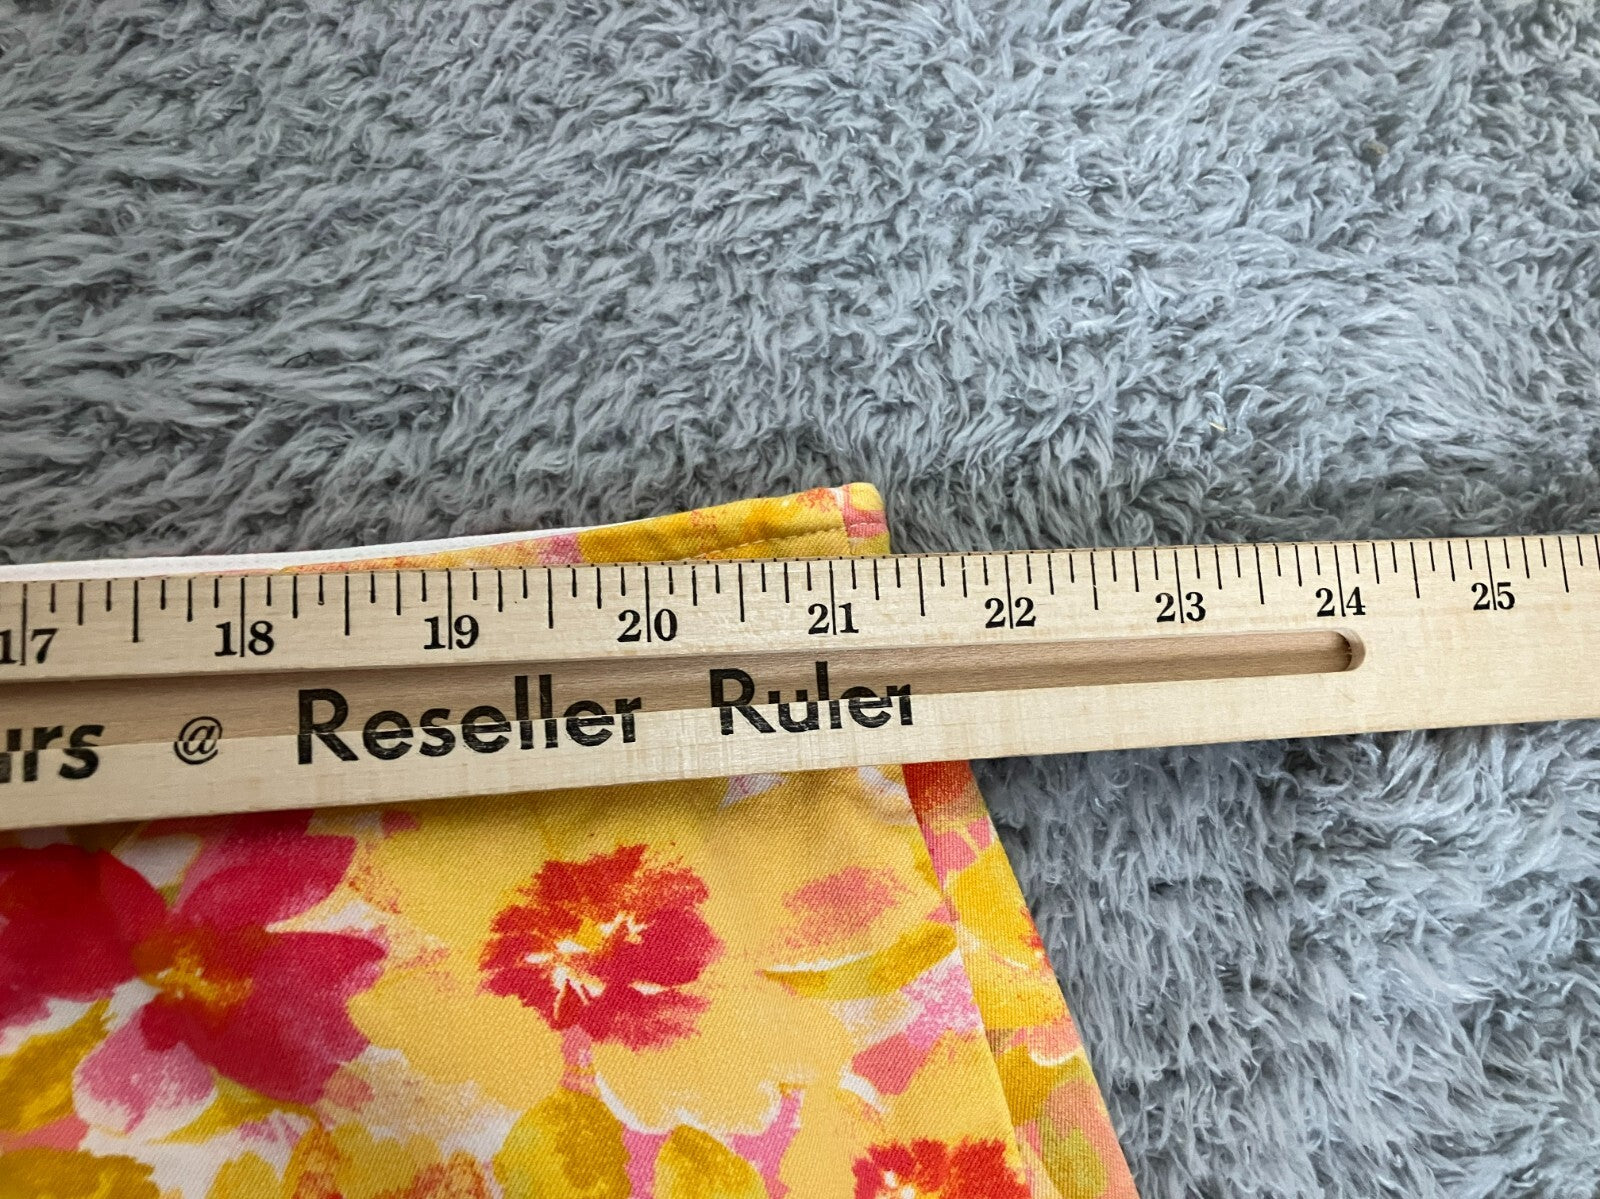 17 18 19 20 21 22 23 24 25
urs @ Reseller Ruler